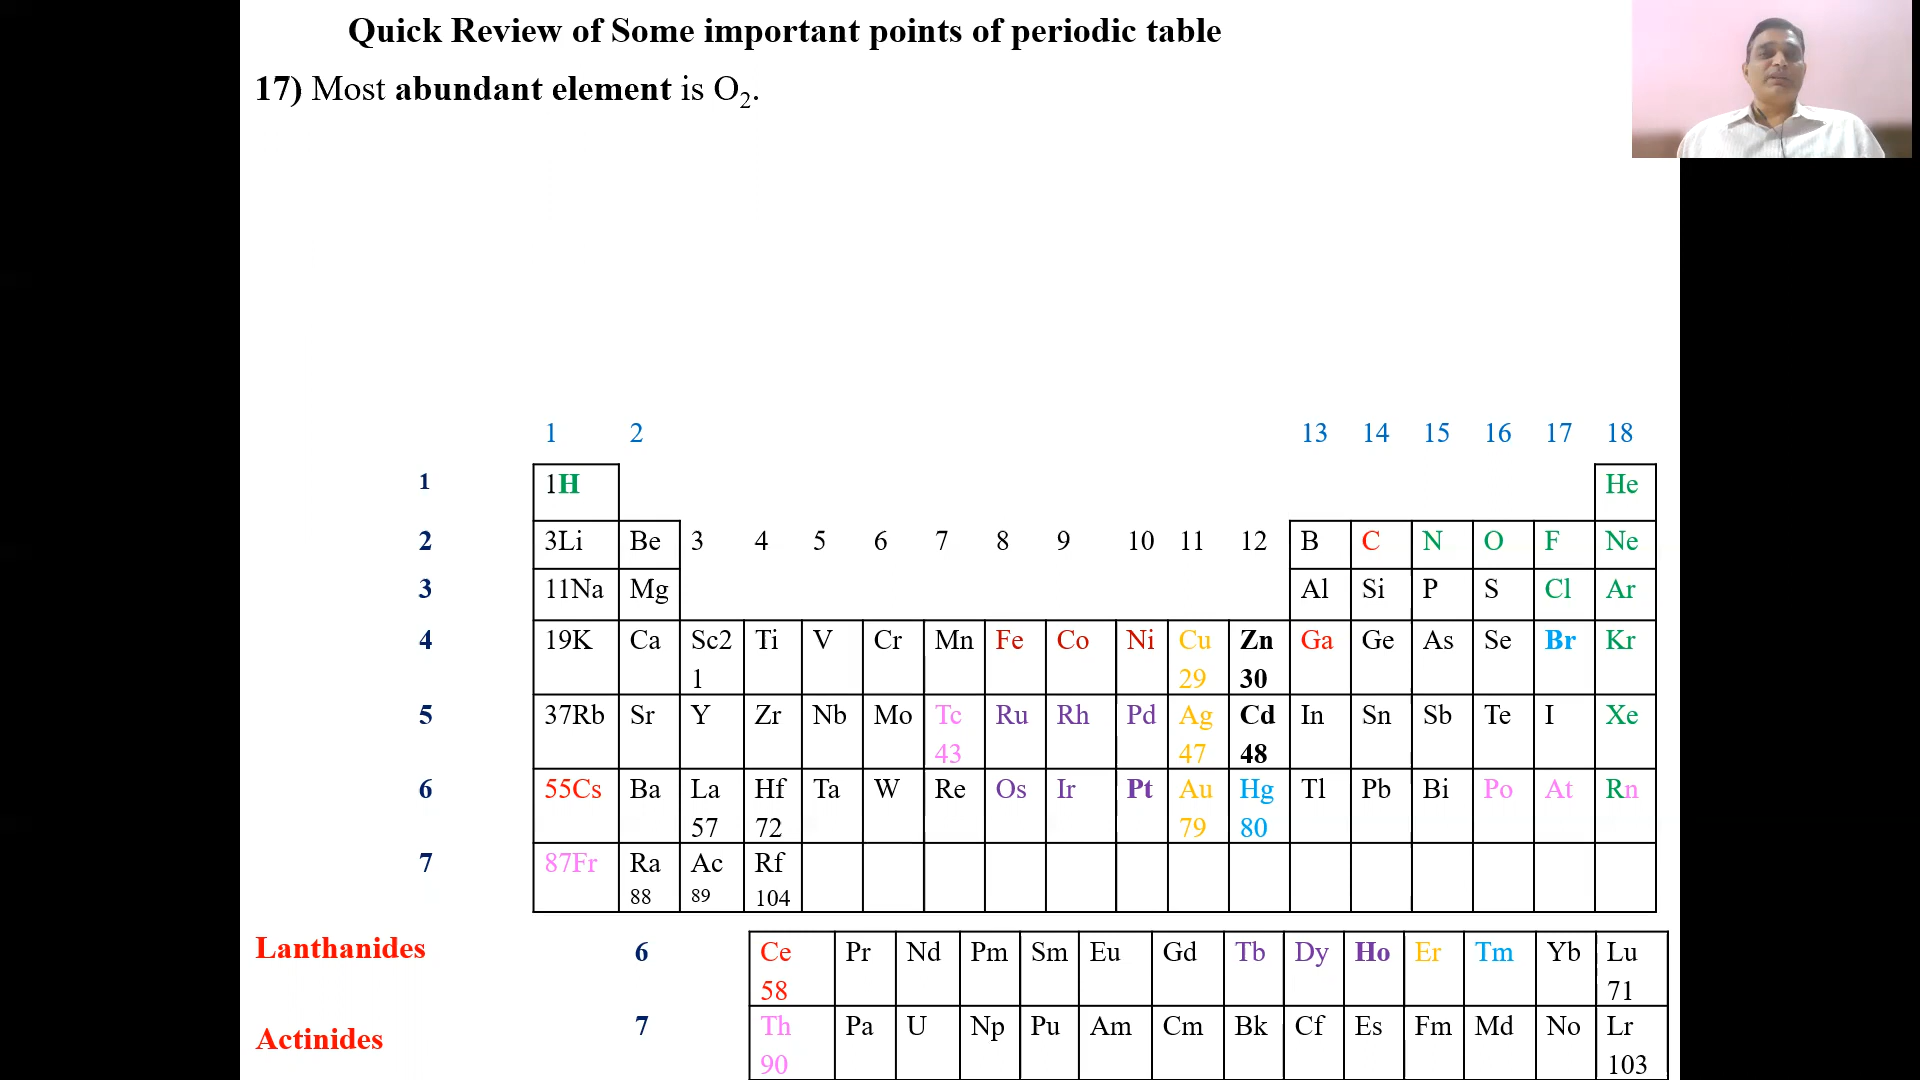 Quick Review of Some important points of periodic table
17) Most abundant element is O₂.
1 2 13 14 15 16 17 18
1 1H He
2 3Li Be 3 4 5 6 7 8 9 10 11 12 B C N O F Ne
3 11Na Mg Al Si P S Cl Ar
4 19K Ca Sc2 Ti V Cr Mn Fe Co Ni Cu Zn Ga Ge As Se Br Kr
1 29 30
5 37Rb Sr Y Zr Nb Mo Tc Ru Rh Pd Ag Cd In Sn Sb Te I Xe
43 47 48
6 55Cs Ba La Hf Ta W Re Os Ir Pt Au Hg Tl Pb Bi Po At Rn
57 72 79 80
7 87Fr Ra Ac Rf
88 89 104
Lanthanides 6 Ce Pr Nd Pm Sm Eu Gd Tb Dy Ho Er Tm Yb Lu
58 71
Actinides 7 Th Pa U Np Pu Am Cm Bk Cf Es Fm Md No Lr
90 103